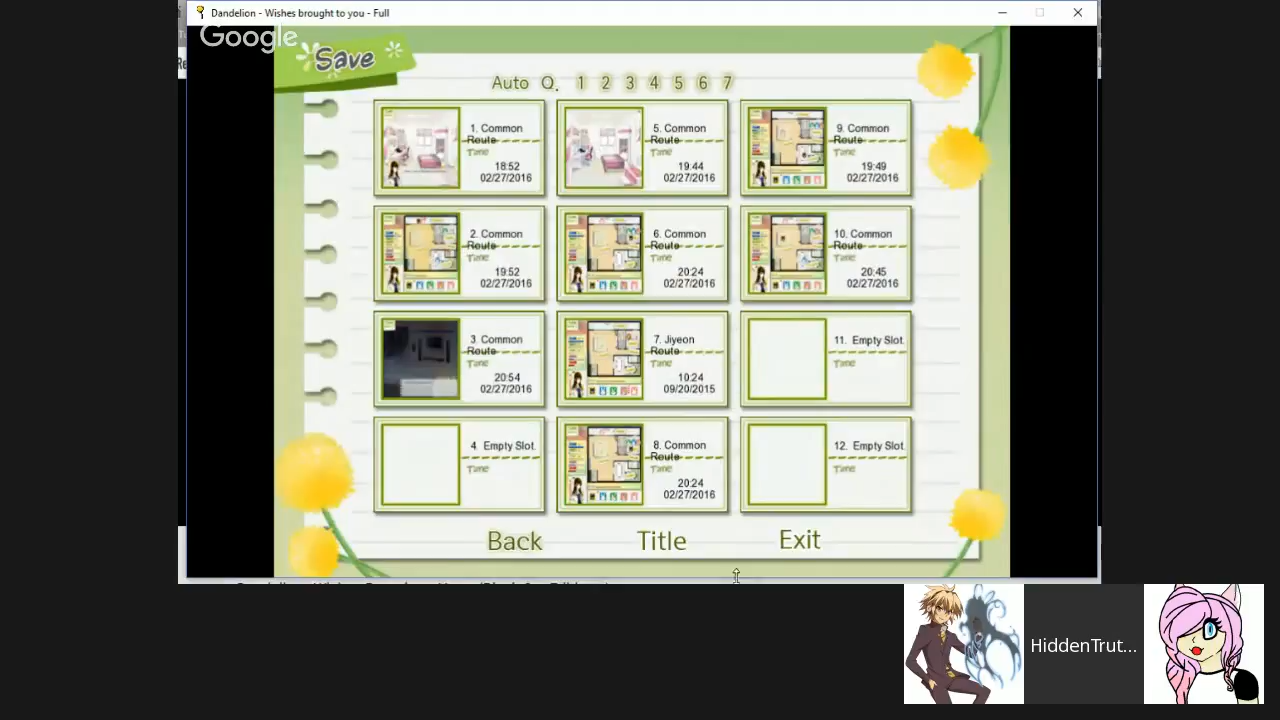 Dandelion - Wishes brought to you - Full
Google
Save
Auto Q. 1 2 3 4 5 6 7
1. Common
Route
Time
18:52
02/27/2016
5. Common
Route
Time
19:44
02/27/2016
9. Common
Route
Time
19:49
02/27/2016
2. Common
Route
Time
19:52
02/27/2016
6. Common
Route
Time
20:24
02/27/2016
10. Common
Route
Time
20:45
02/27/2016
3. Common
Route
Time
20:54
02/27/2016
7. Jiyeon
Route
Time
10:24
09/20/2015
11. Empty Slot.
Time
4 Empty Slot.
Time
8. Common
Route
Time
20:24
02/27/2016
12. Empty Slot.
Time
Back Title Exit
HiddenTrut...